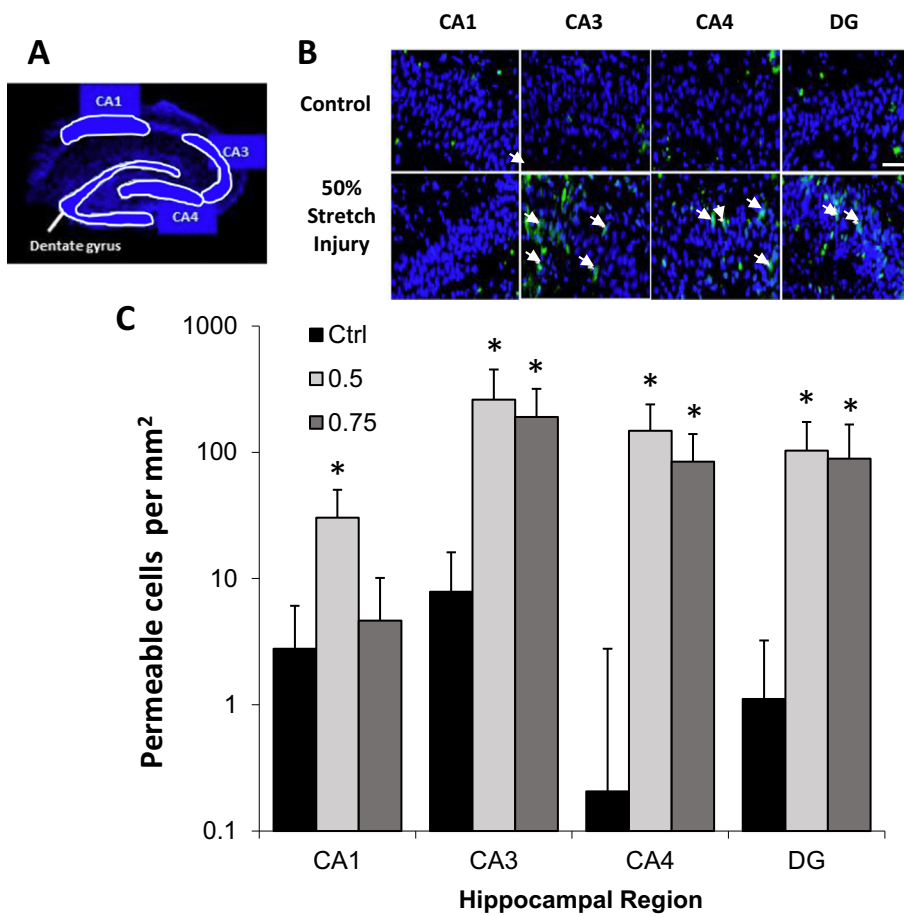 A
CA1
CA3
CA4
Dentate gyrus
B
CA1 CA3 CA4 DG
Control
50%
Stretch
Injury
C
Ctrl
0.5
0.75
Permeable cells per mm²
1000
100
10
1
0.1
* * * * * * *
CA1 CA3 CA4 DG
Hippocampal Region